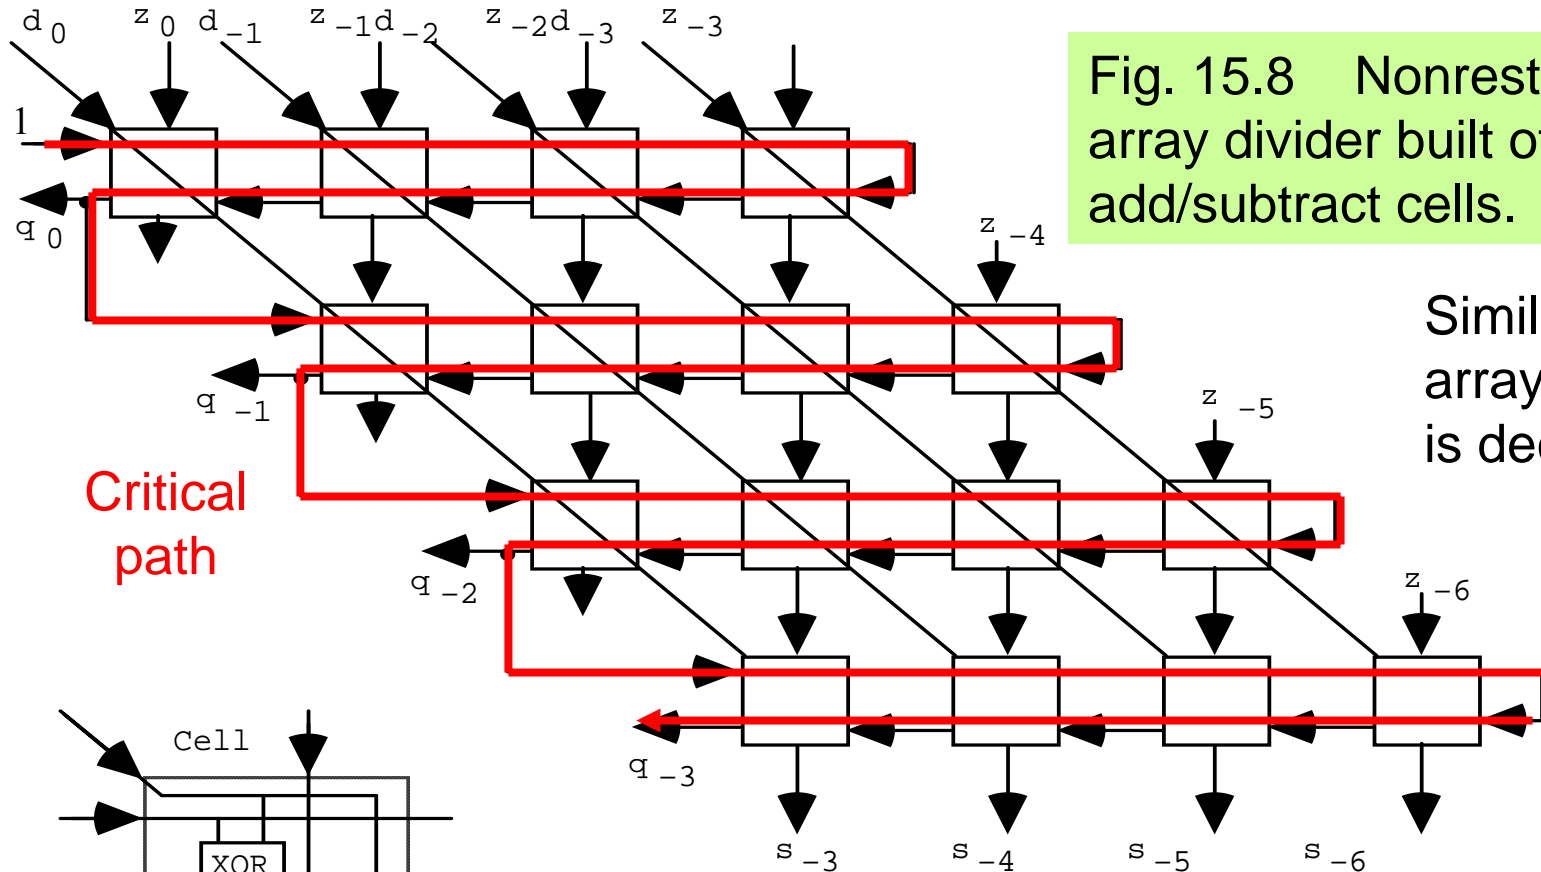 d 0 z 0 d -1 z -1 d -2 z -2 d -3 z -3
Fig. 15.8 Nonrest
array divider built o
add/subtract cells.
1
q 0
z -4
Simil
array
is de
q -1
z -5
Critical
path
q -2
z -6
Cell
q -3
XOR
s -3 s -4 s -5 s -6